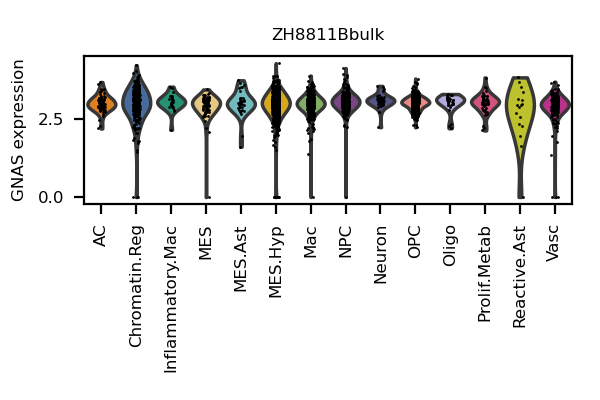 ZH8811Bbulk
GNAS expression
2.5
0.0
AC
Chromatin.Reg
Inflammatory.Mac
MES
MES.Ast
MES.Hyp
Mac
NPC
Neuron
OPC
Oligo
Prolif.Metab
Reactive.Ast
Vasc